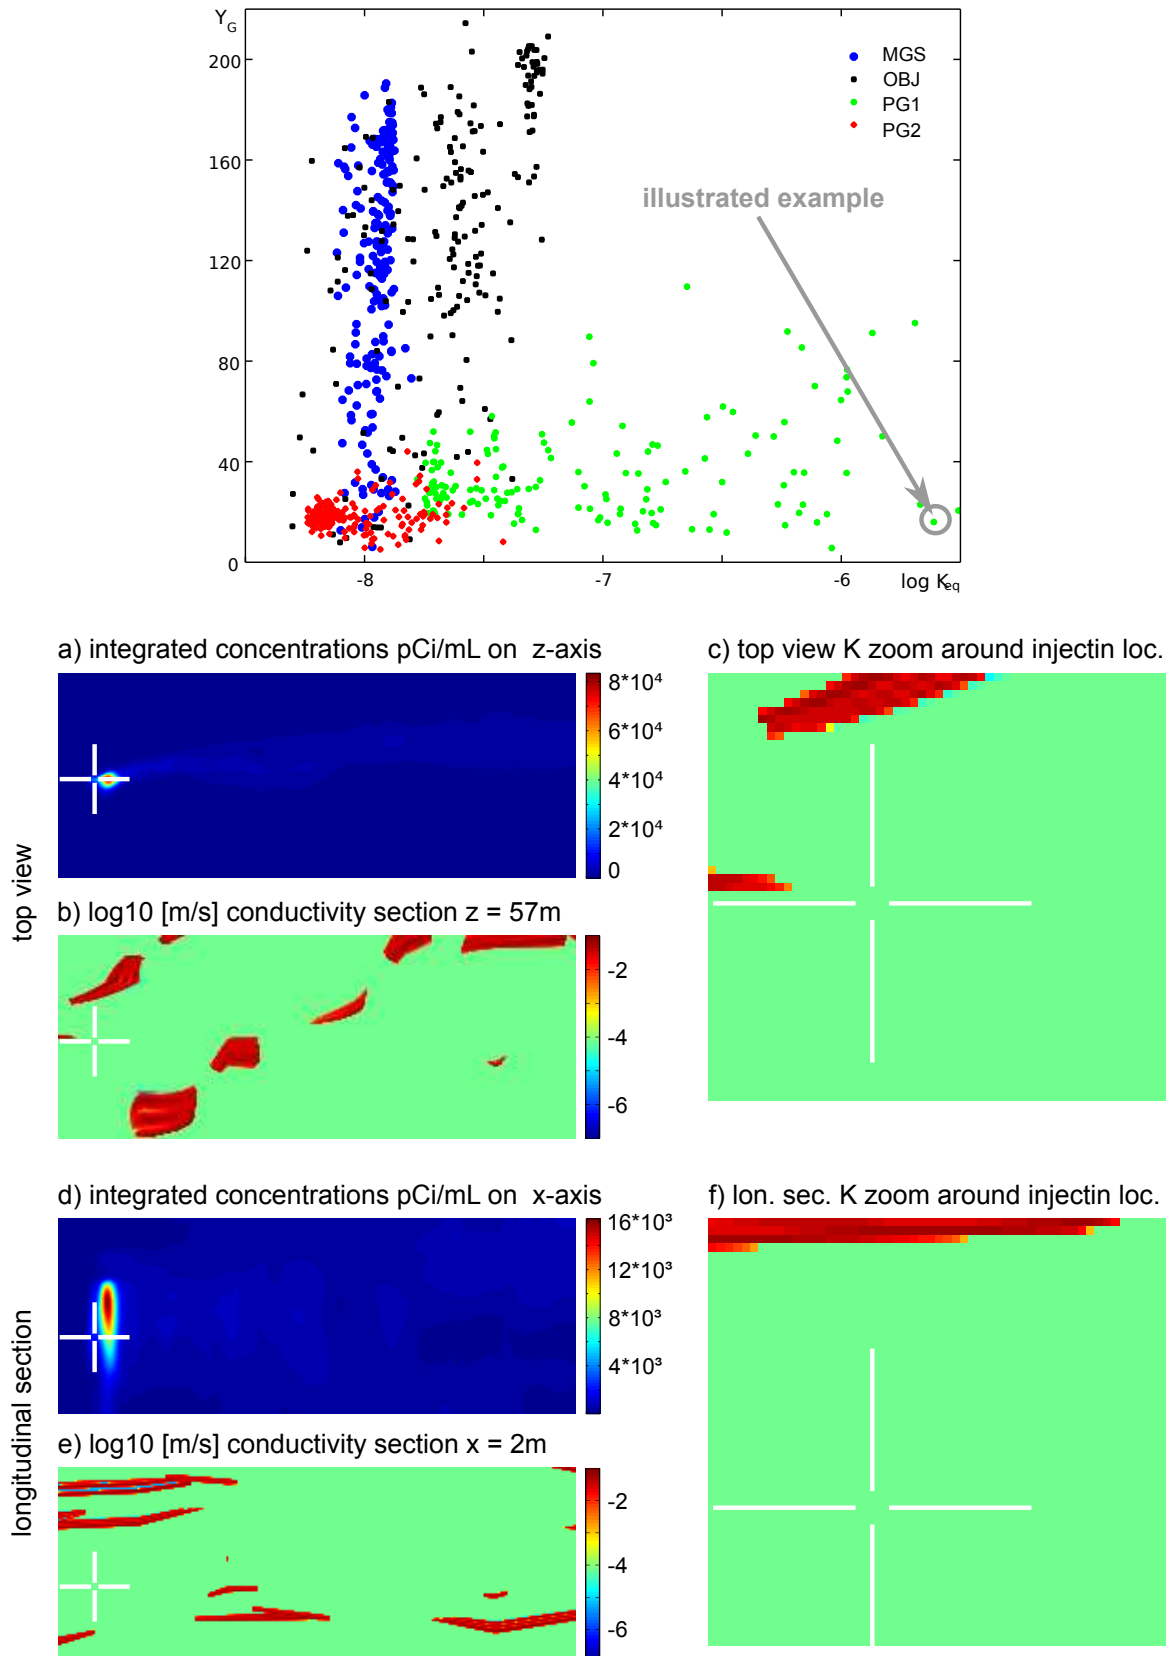 Y_G
200
160
120
80
40
0
-8
-7
-6
log K_eq
MGS
OBJ
PG1
PG2
illustrated example
a) integrated concentrations pCi/mL on z-axis
8*10⁴
6*10⁴
4*10⁴
2*10⁴
0
c) top view K zoom around injectin loc.
top view
b) log10 [m/s] conductivity section z = 57m
-2
-4
-6
d) integrated concentrations pCi/mL on x-axis
16*10³
12*10³
8*10³
4*10³
f) lon. sec. K zoom around injectin loc.
longitudinal section
e) log10 [m/s] conductivity section x = 2m
-2
-4
-6